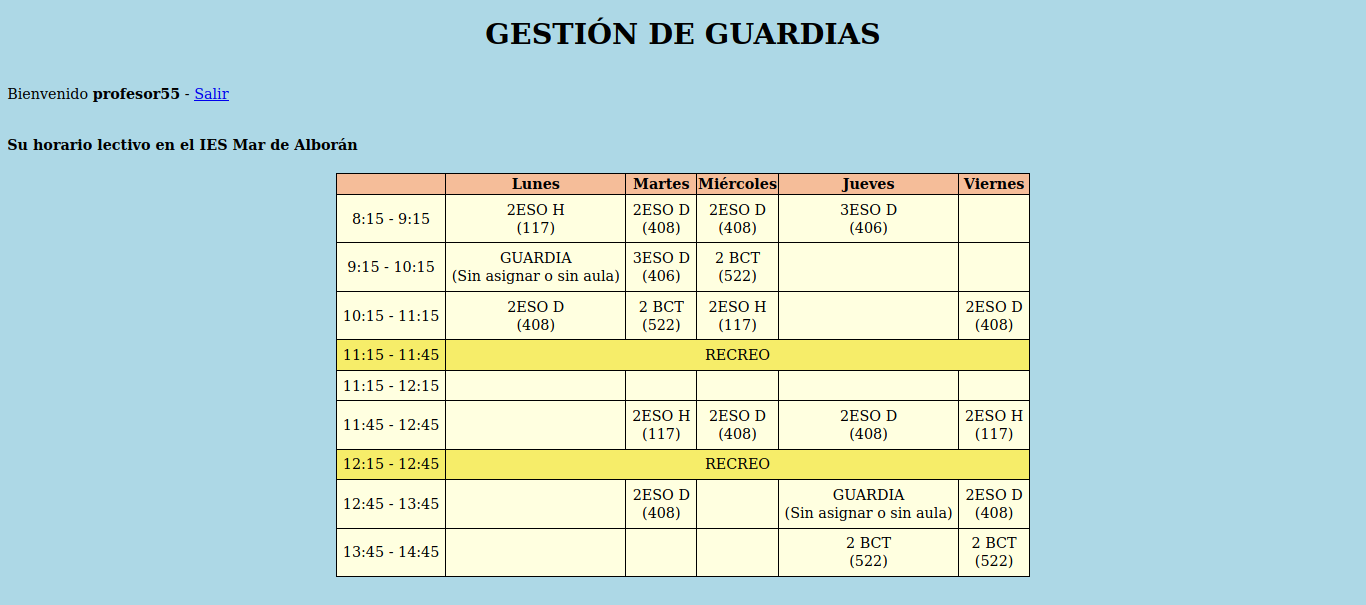 GESTIÓN DE GUARDIAS
Bienvenido profesor55 - Salir
Su horario lectivo en el IES Mar de Alborán
Lunes Martes Miércoles Jueves Viernes
8:15 - 9:15 2ESO H 2ESO D 2ESO D 3ESO D
(117) (408) (408) (406)
9:15 - 10:15 GUARDIA 3ESO D 2 BCT
(Sin asignar o sin aula) (406) (522)
10:15 - 11:15 2ESO D 2 BCT 2ESO H 2ESO D
(408) (522) (117) (408)
11:15 - 11:45 RECREO
11:15 - 12:15
11:45 - 12:45 2ESO H 2ESO D 2ESO D 2ESO H
(117) (408) (408) (117)
12:15 - 12:45 RECREO
12:45 - 13:45 2ESO D GUARDIA 2ESO D
(408) (Sin asignar o sin aula) (408)
13:45 - 14:45 2 BCT 2 BCT
(522) (522)